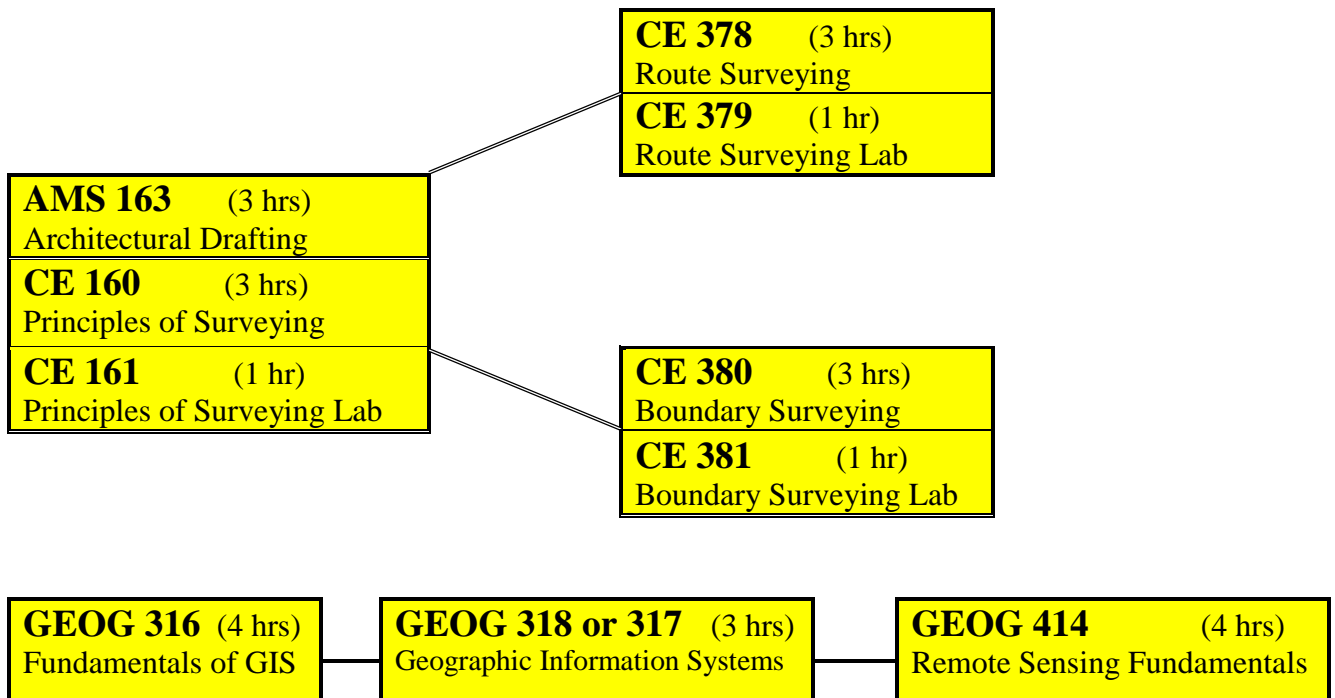 CE 378 (3 hrs)
Route Surveying
CE 379 (1 hr)
Route Surveying Lab
AMS 163 (3 hrs)
Architectural Drafting
CE 160 (3 hrs)
Principles of Surveying
CE 161 (1 hr)
Principles of Surveying Lab
CE 380 (3 hrs)
Boundary Surveying
CE 381 (1 hr)
Boundary Surveying Lab
GEOG 316 (4 hrs)
Fundamentals of GIS
GEOG 318 or 317 (3 hrs)
Geographic Information Systems
GEOG 414 (4 hrs)
Remote Sensing Fundamentals